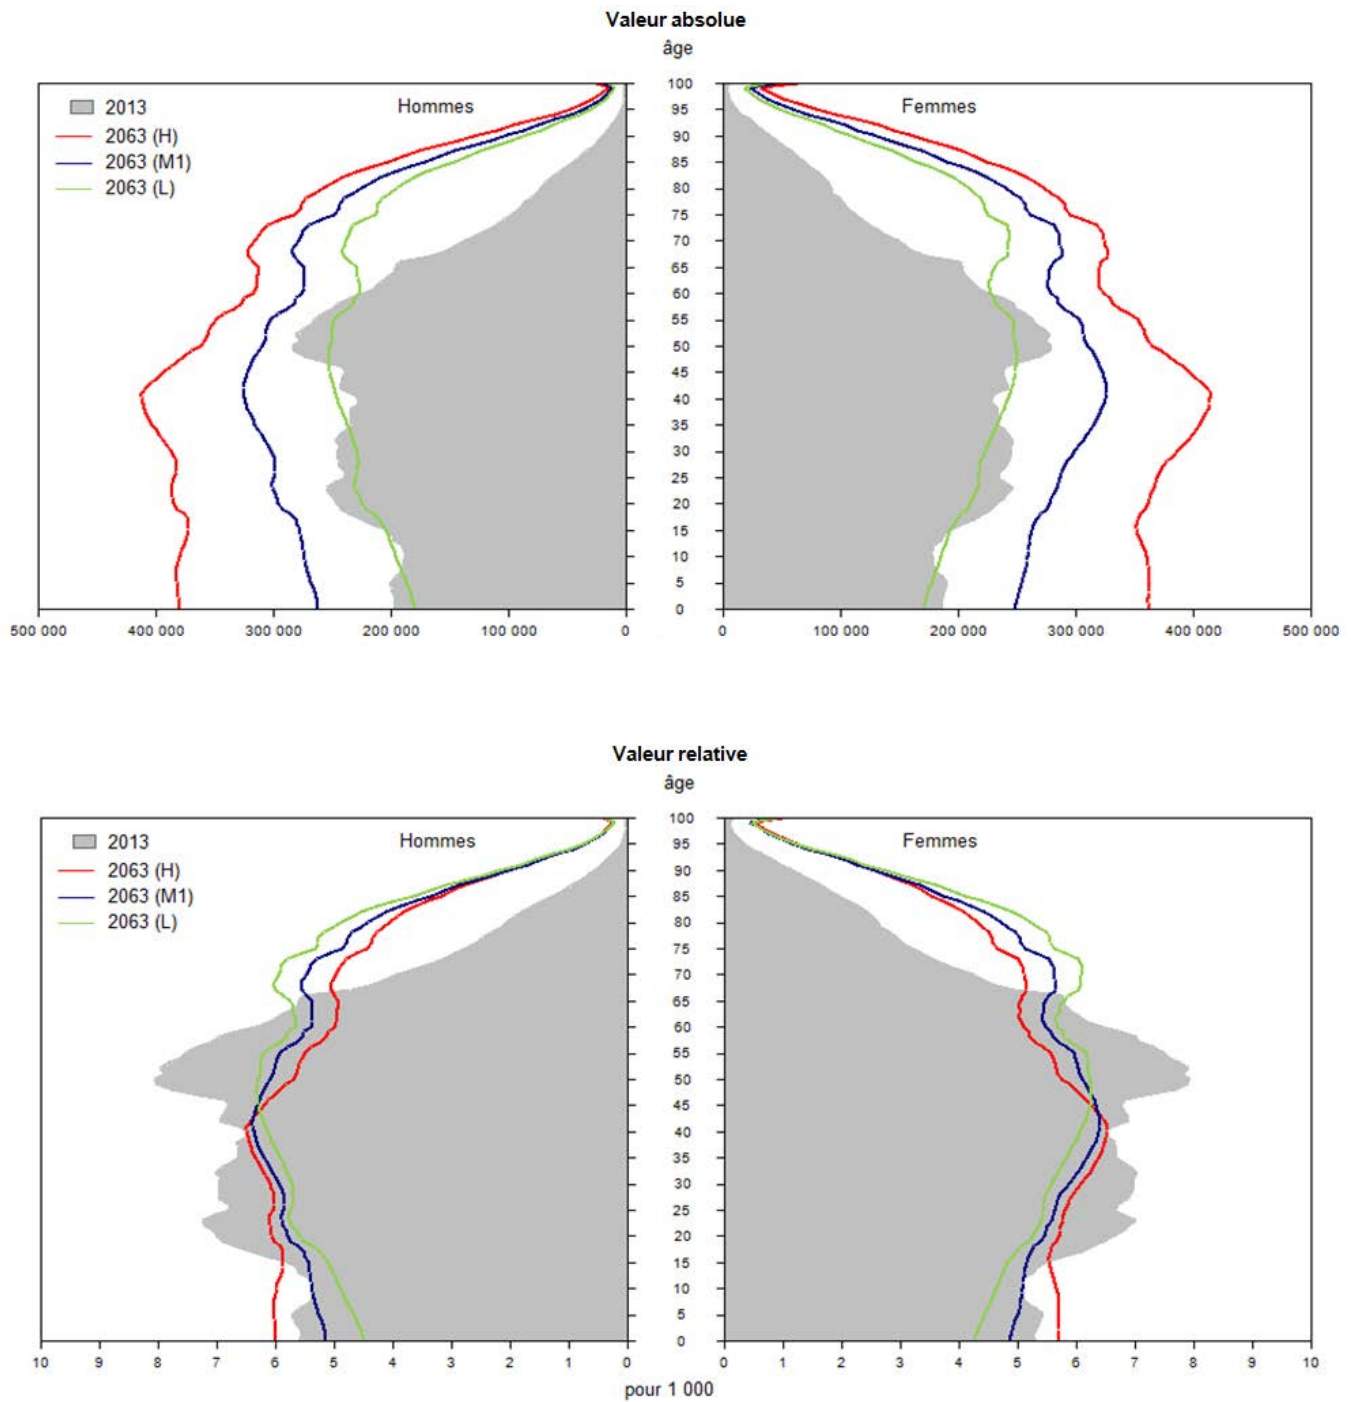 Valeur absolue
âge
2013
2063 (H)
2063 (M1)
2063 (L)
Hommes
Femmes
100
95
90
85
80
75
70
65
60
55
50
45
40
35
30
25
20
15
10
5
0
500 000 400 000 300 000 200 000 100 000 0
0 100 000 200 000 300 000 400 000 500 000
Valeur relative
âge
2013
2063 (H)
2063 (M1)
2063 (L)
Hommes
Femmes
100
95
90
85
80
75
70
65
60
55
50
45
40
35
30
25
20
15
10
5
0
10 9 8 7 6 5 4 3 2 1 0
0 1 2 3 4 5 6 7 8 9 10
pour 1 000